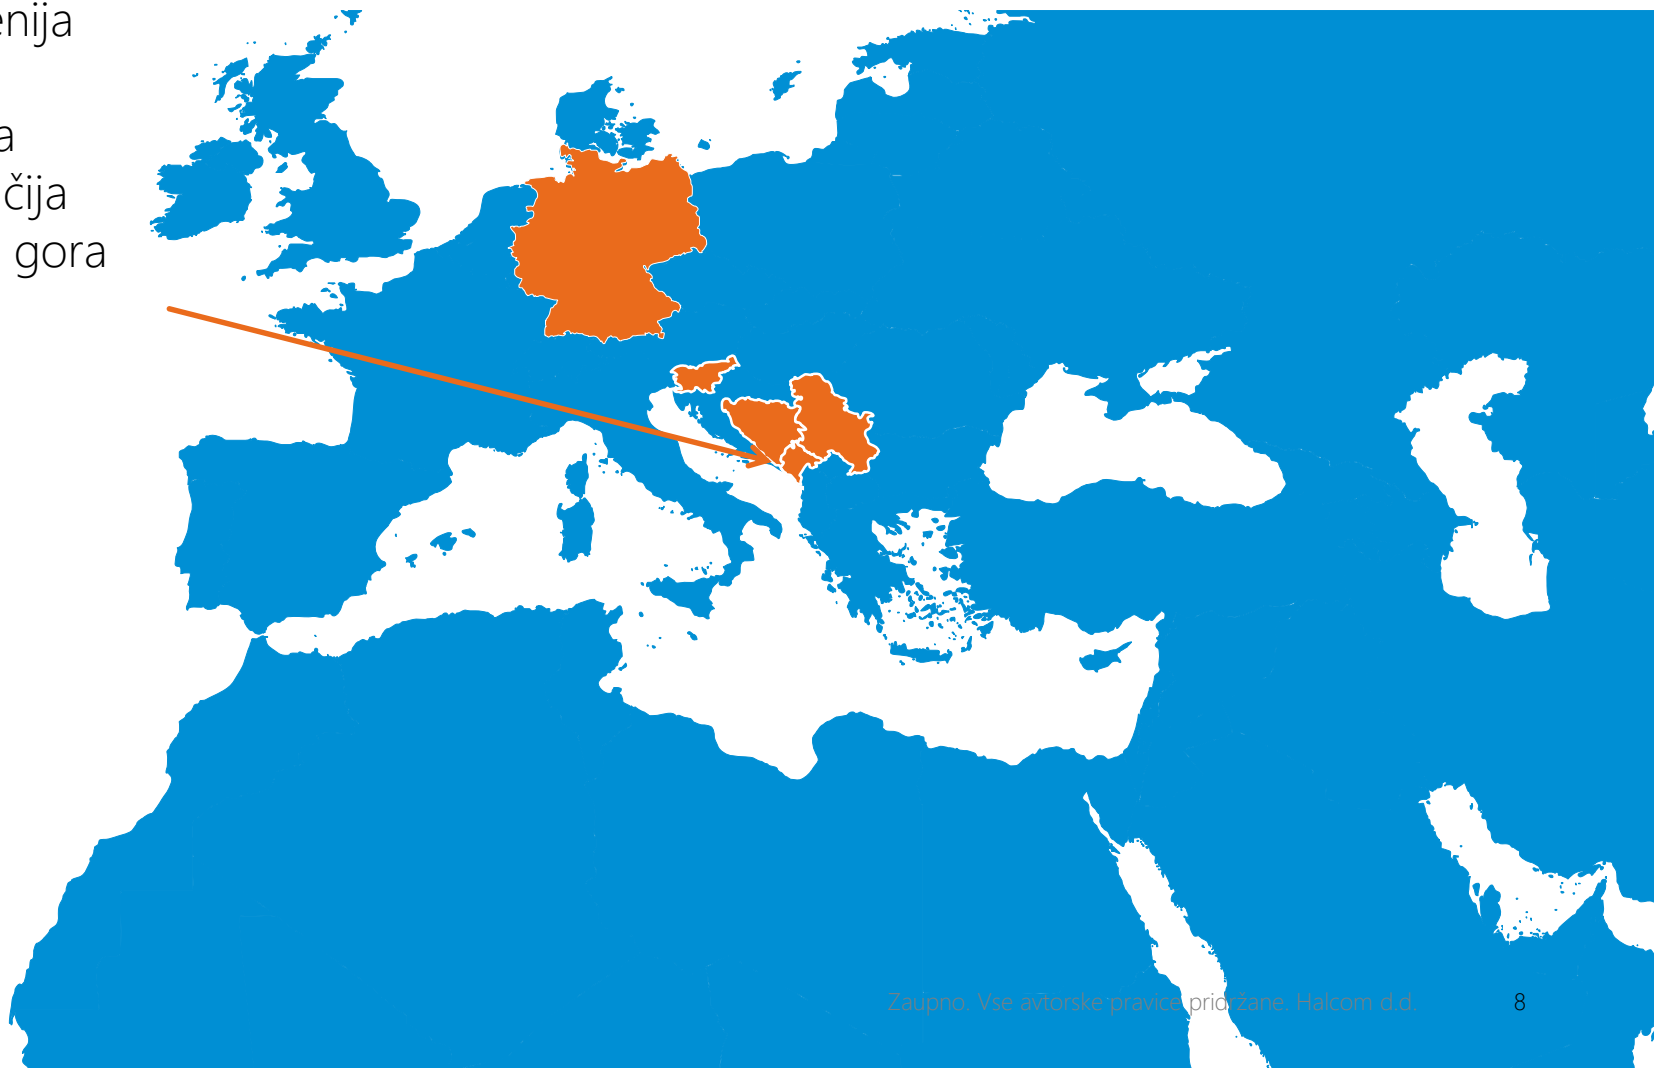 enija
a
čija
gora
Zaupno. Vse avtorske pravice pridržane. Halcom d.d.
8